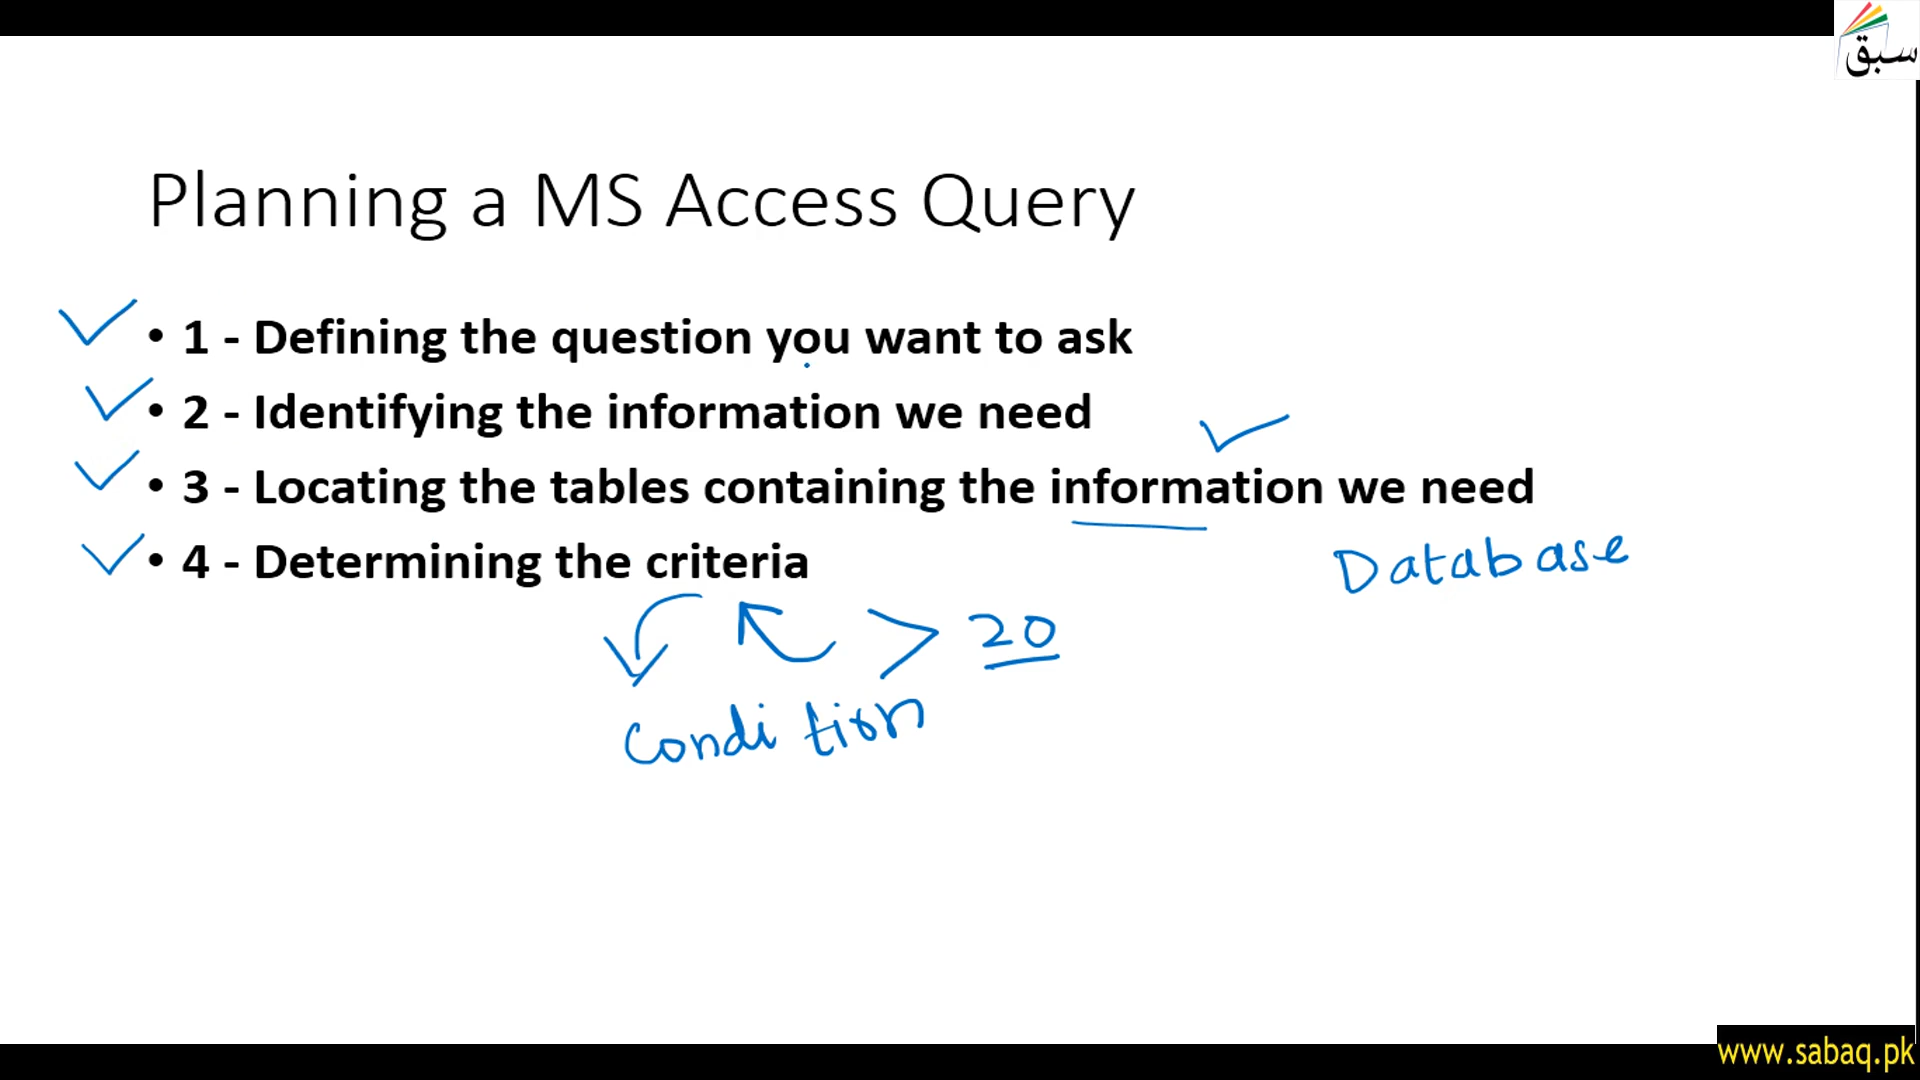 سبق
Planning a MS Access Query
• 1 - Defining the question you want to ask
• 2 - Identifying the information we need
• 3 - Locating the tables containing the information we need
• 4 - Determining the criteria
Database
> 20
Condition
www.sabaq.pk